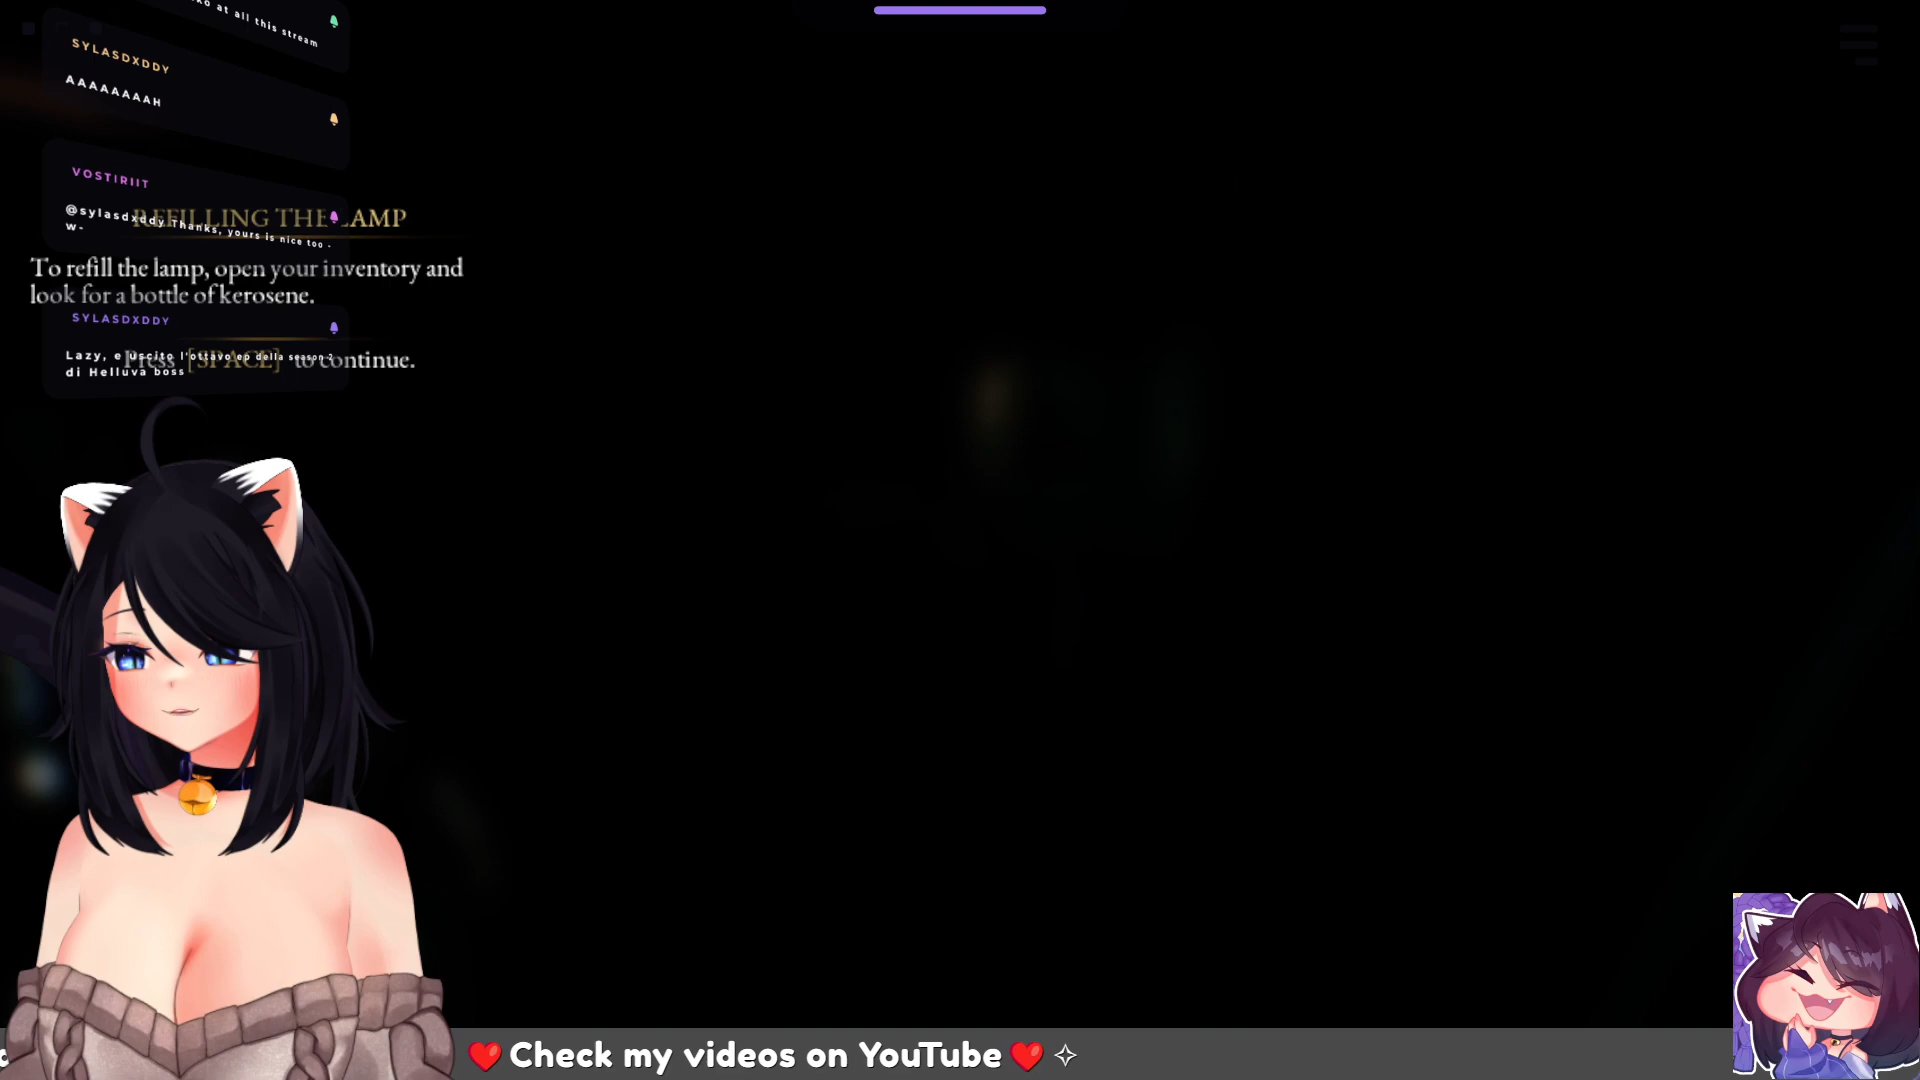 at all this stream
SYLASDXDDY
AAAAAAAAH
VOSTIRIIT
@sylasdxddy Thanks, yours is nice too -
w-
REFILLING THE LAMP
To refill the lamp, open your inventory and
look for a bottle of kerosene.
SYLASDXDDY
Lazy, e uscito l'ottavo ep della season 2
di Helluva boss
Press [SPACE] to continue.
❤️ Check my videos on YouTube ❤️ ✧